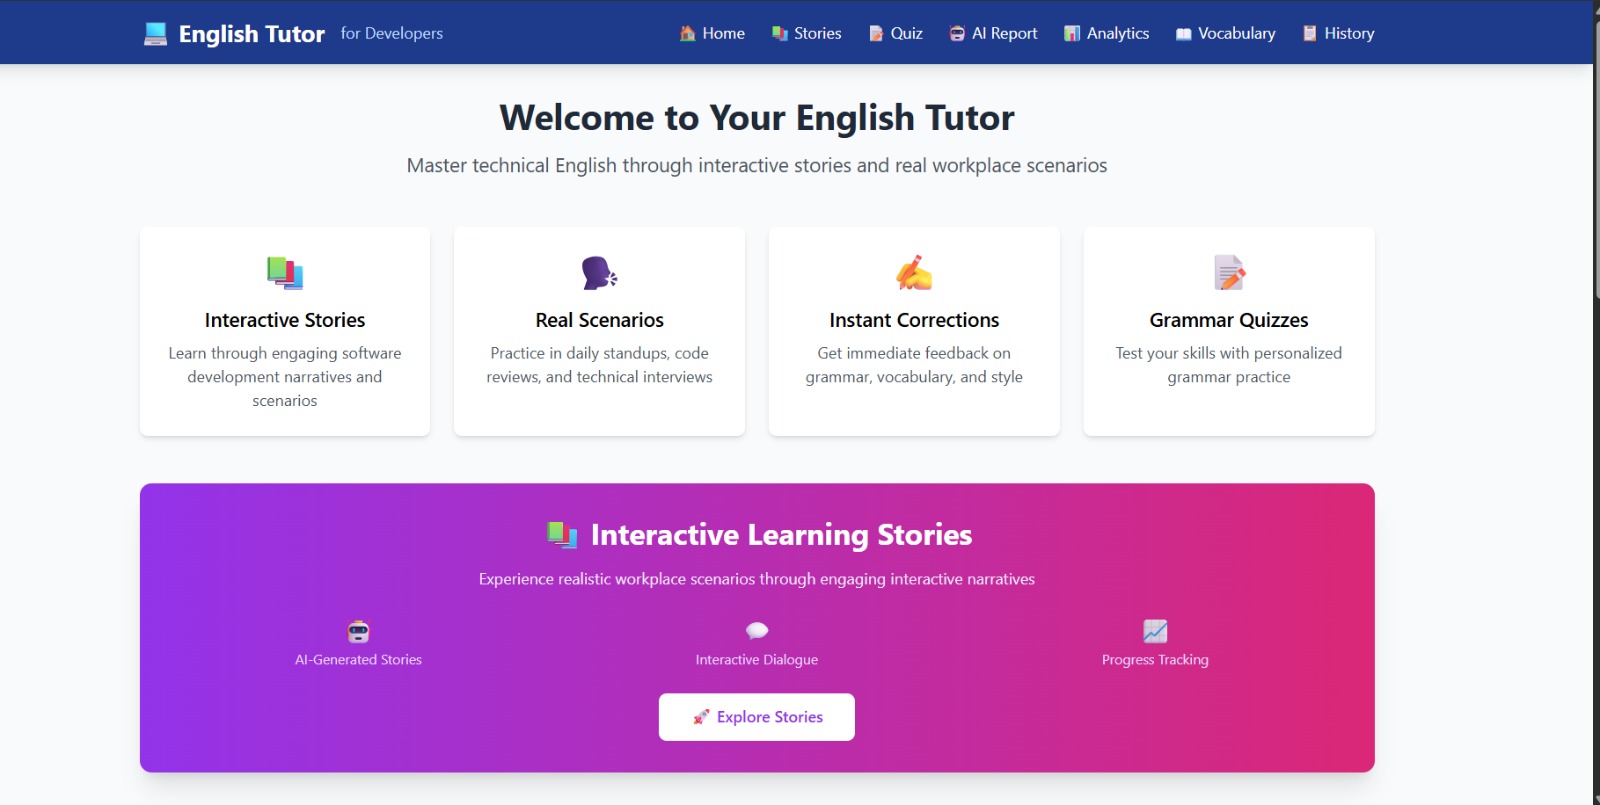 English Tutor for Developers Home Stories Quiz AI Report Analytics Vocabulary History
Welcome to Your English Tutor
Master technical English through interactive stories and real workplace scenarios
Interactive Stories
Learn through engaging software
development narratives and
scenarios
Real Scenarios
Practice in daily standups, code
reviews, and technical interviews
Instant Corrections
Get immediate feedback on
grammar, vocabulary, and style
Grammar Quizzes
Test your skills with personalized
grammar practice
Interactive Learning Stories
Experience realistic workplace scenarios through engaging interactive narratives
AI-Generated Stories
Interactive Dialogue
Progress Tracking
Explore Stories